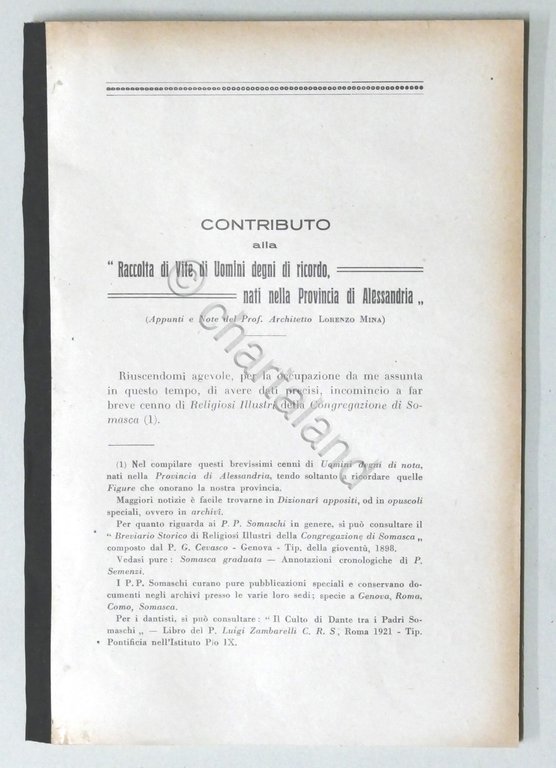 CONTRIBUTO
alla
“ Raccolta di Vite di Uomini degni di ricordo,
nati nella Provincia di Alessandria „
(Appunti e Note del Prof. Architetto LORENZO MINA)
Riuscendomi agevole, per la occupazione da me assunta
in questo tempo, di avere dati precisi, incomincio a far
breve cenno di Religiosi Illustri della Congregazione di So-
masca (1).
(1) Nel compilare questi brevissimi cenni di Uomini degni di nota,
nati nella Provincia di Alessandria, tendo soltanto a ricordare quelle
Figure che onorano la nostra provincia.
Maggiori notizie è facile trovarne in Dizionari appositi, od in opuscoli
speciali, ovvero in archivî.
Per quanto riguarda ai P. P. Somaschi in genere, si può consultare il
“ Breviario Storico di Religiosi Illustri della Congregazione di Somasca „
composto dal P. G. Cevasco - Genova - Tip. della gioventù, 1898.
Vedasi pure : Somasca graduata — Annotazioni cronologiche di P.
Semenzi.
I P. P. Somaschi curano pure pubblicazioni speciali e conservano do-
cumenti negli archivî presso le varie loro sedi ; specie a Genova, Roma,
Como, Somasca.
Per i dantisti, si può consultare : “ Il Culto di Dante tra i Padri So-
maschi „ — Libro del P. Luigi Zambarelli C. R. S, Roma 1921 - Tip.
Pontificia nell'Istituto Pio IX.
© chartaland